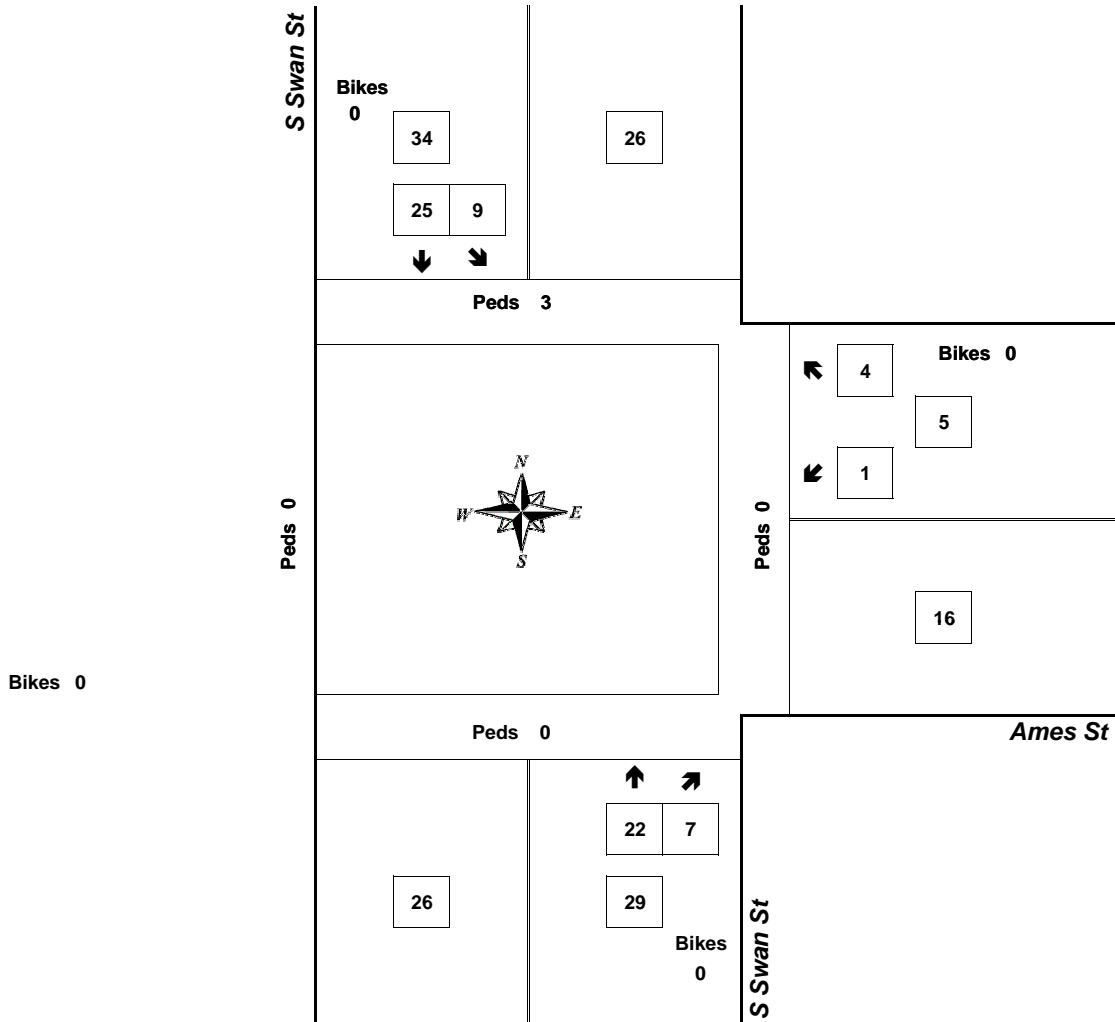 S Swan St
Bikes
0
34
26
25 9
Peds 3
Bikes 0
4
5
1
N
W E
S
Peds 0
Peds 0
16
Bikes 0
Peds 0
Ames St
22 7
26
29
Bikes
0
S Swan St